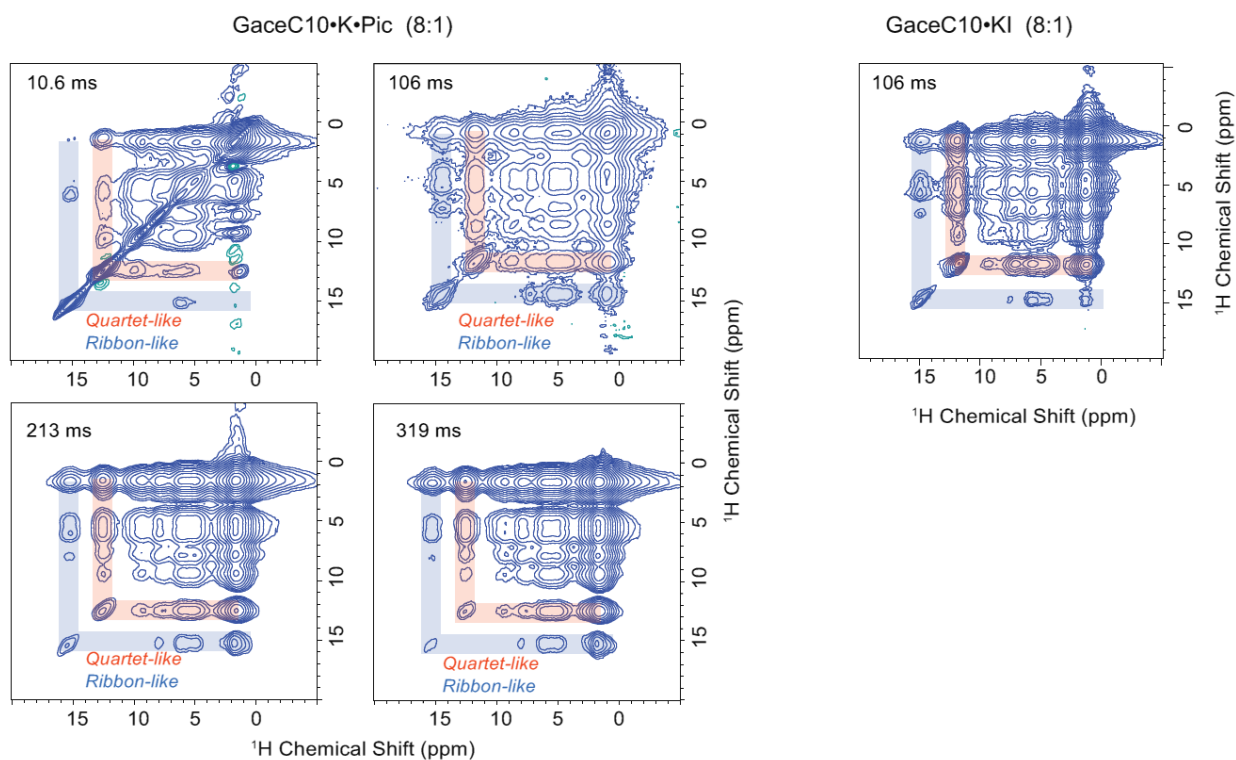 GaceC10•K•Pic (8:1)
GaceC10•KI (8:1)
10.6 ms
0
5
10
15
Quartet-like
Ribbon-like
15 10 5 0
106 ms
Quartet-like
Ribbon-like
15 10 5 0
0
5
10
15
¹H Chemical Shift (ppm)
106 ms
0
5
10
15
¹H Chemical Shift (ppm)
15 10 5 0
¹H Chemical Shift (ppm)
213 ms
0
5
10
15
Quartet-like
Ribbon-like
15 10 5 0
319 ms
0
5
10
15
Quartet-like
Ribbon-like
15 10 5 0
¹H Chemical Shift (ppm)